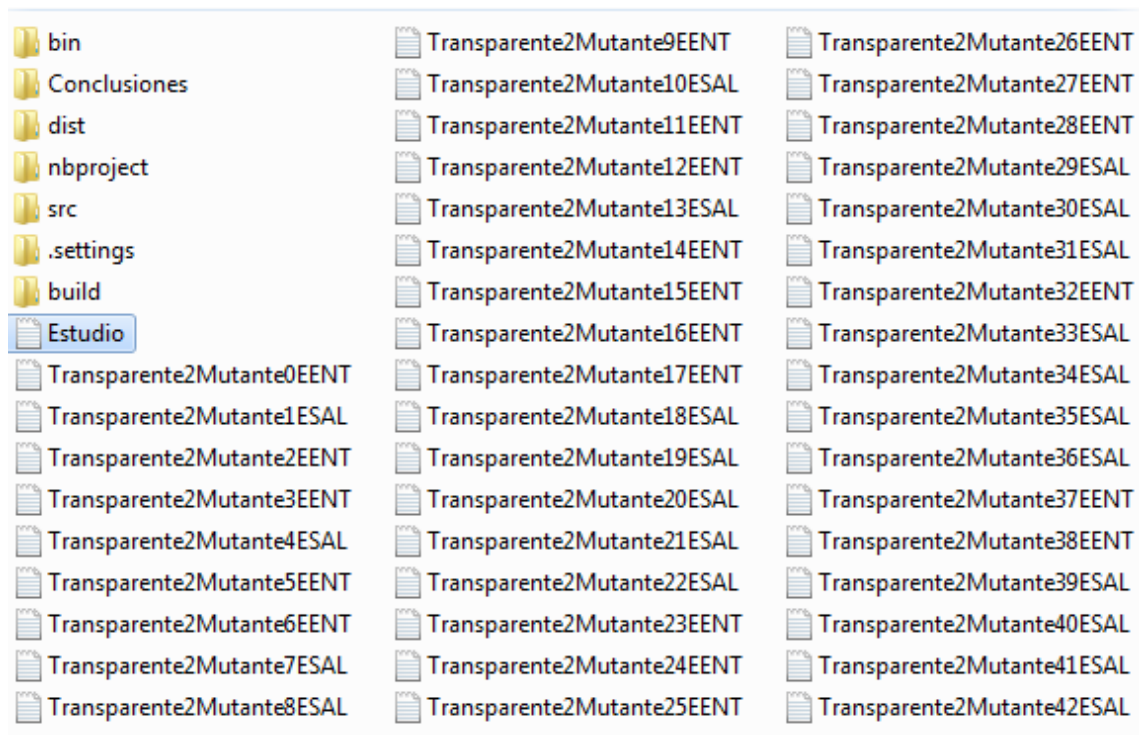 bin
Conclusiones
dist
nbproject
src
.settings
build
Estudio
Transparente2Mutante0EENT
Transparente2Mutante1ESAL
Transparente2Mutante2EENT
Transparente2Mutante3EENT
Transparente2Mutante4ESAL
Transparente2Mutante5EENT
Transparente2Mutante6EENT
Transparente2Mutante7ESAL
Transparente2Mutante8ESAL
Transparente2Mutante9EENT
Transparente2Mutante10ESAL
Transparente2Mutante11EENT
Transparente2Mutante12EENT
Transparente2Mutante13ESAL
Transparente2Mutante14EENT
Transparente2Mutante15EENT
Transparente2Mutante16EENT
Transparente2Mutante17EENT
Transparente2Mutante18ESAL
Transparente2Mutante19ESAL
Transparente2Mutante20ESAL
Transparente2Mutante21ESAL
Transparente2Mutante22ESAL
Transparente2Mutante23EENT
Transparente2Mutante24EENT
Transparente2Mutante25EENT
Transparente2Mutante26EENT
Transparente2Mutante27EENT
Transparente2Mutante28EENT
Transparente2Mutante29ESAL
Transparente2Mutante30ESAL
Transparente2Mutante31ESAL
Transparente2Mutante32EENT
Transparente2Mutante33ESAL
Transparente2Mutante34ESAL
Transparente2Mutante35ESAL
Transparente2Mutante36ESAL
Transparente2Mutante37EENT
Transparente2Mutante38EENT
Transparente2Mutante39ESAL
Transparente2Mutante40ESAL
Transparente2Mutante41ESAL
Transparente2Mutante42ESAL